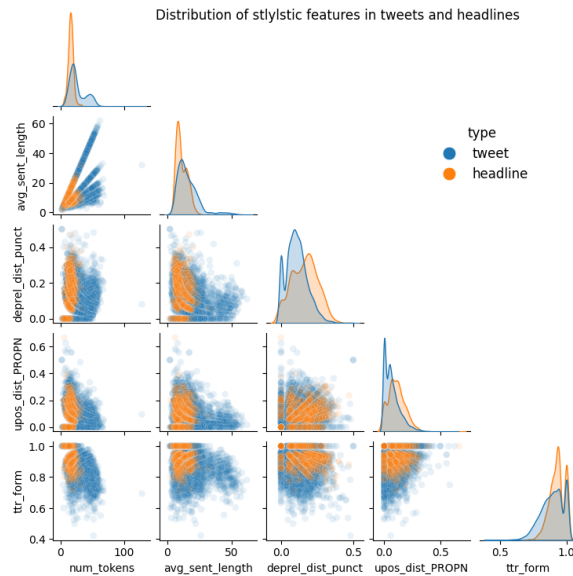 Distribution of stlylstic features in tweets and headlines
type
tweet
headline
avg_sent_length
60
40
20
0
deprel_dist_punct
0.4
0.2
0.0
upos_dist_PROPN
0.6
0.4
0.2
0.0
ttr_form
1.0
0.8
0.6
0.4
0 100 0 50 0.0 0.5 0.0 0.5 0.5 1.0
num_tokens avg_sent_length deprel_dist_punct upos_dist_PROPN ttr_form